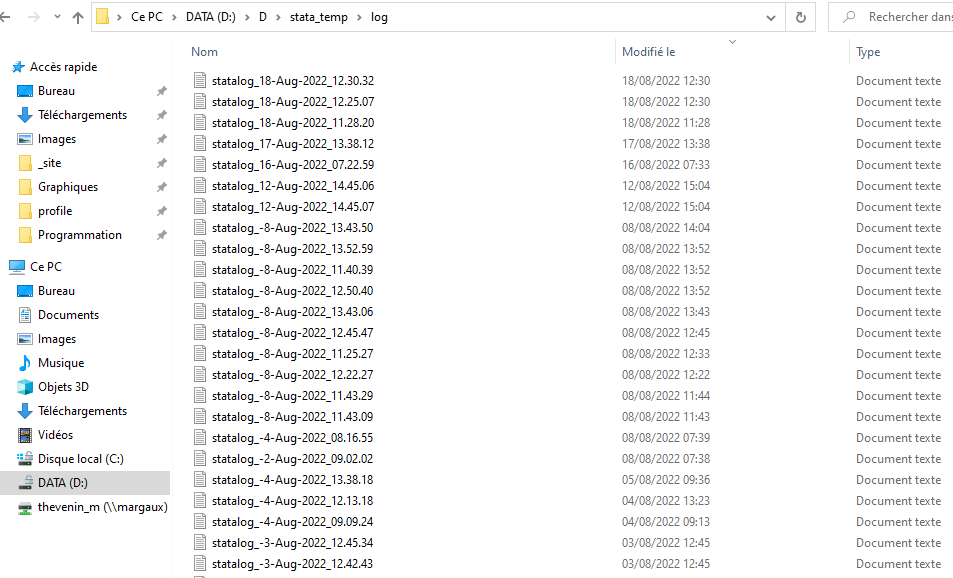 Ce PC > DATA (D:) > D > stata_temp > log
Rechercher dans
Nom Modifié le Type
Accès rapide
Bureau
Téléchargements
Images
_site
Graphiques
profile
Programmation
Ce PC
Bureau
Documents
Images
Musique
Objets 3D
Téléchargements
Vidéos
Disque local (C:)
DATA (D:)
thevenin_m (\\margaux)
statalog_18-Aug-2022_12.30.32 18/08/2022 12:30 Document texte
statalog_18-Aug-2022_12.25.07 18/08/2022 12:30 Document texte
statalog_18-Aug-2022_11.28.20 18/08/2022 11:28 Document texte
statalog_17-Aug-2022_13.38.12 17/08/2022 13:38 Document texte
statalog_16-Aug-2022_07.22.59 16/08/2022 07:33 Document texte
statalog_12-Aug-2022_14.45.06 12/08/2022 15:04 Document texte
statalog_12-Aug-2022_14.45.07 12/08/2022 15:04 Document texte
statalog_-8-Aug-2022_13.43.50 08/08/2022 14:04 Document texte
statalog_-8-Aug-2022_13.52.59 08/08/2022 13:52 Document texte
statalog_-8-Aug-2022_11.40.39 08/08/2022 13:52 Document texte
statalog_-8-Aug-2022_12.50.40 08/08/2022 13:52 Document texte
statalog_-8-Aug-2022_13.43.06 08/08/2022 13:43 Document texte
statalog_-8-Aug-2022_12.45.47 08/08/2022 12:45 Document texte
statalog_-8-Aug-2022_11.25.27 08/08/2022 12:33 Document texte
statalog_-8-Aug-2022_12.22.27 08/08/2022 12:22 Document texte
statalog_-8-Aug-2022_11.43.29 08/08/2022 11:44 Document texte
statalog_-8-Aug-2022_11.43.09 08/08/2022 11:43 Document texte
statalog_-4-Aug-2022_08.16.55 08/08/2022 07:39 Document texte
statalog_-2-Aug-2022_09.02.02 08/08/2022 07:38 Document texte
statalog_-4-Aug-2022_13.38.18 05/08/2022 09:36 Document texte
statalog_-4-Aug-2022_12.13.18 04/08/2022 13:23 Document texte
statalog_-4-Aug-2022_09.09.24 04/08/2022 09:13 Document texte
statalog_-3-Aug-2022_12.45.34 03/08/2022 12:45 Document texte
statalog_-3-Aug-2022_12.42.43 03/08/2022 12:45 Document texte